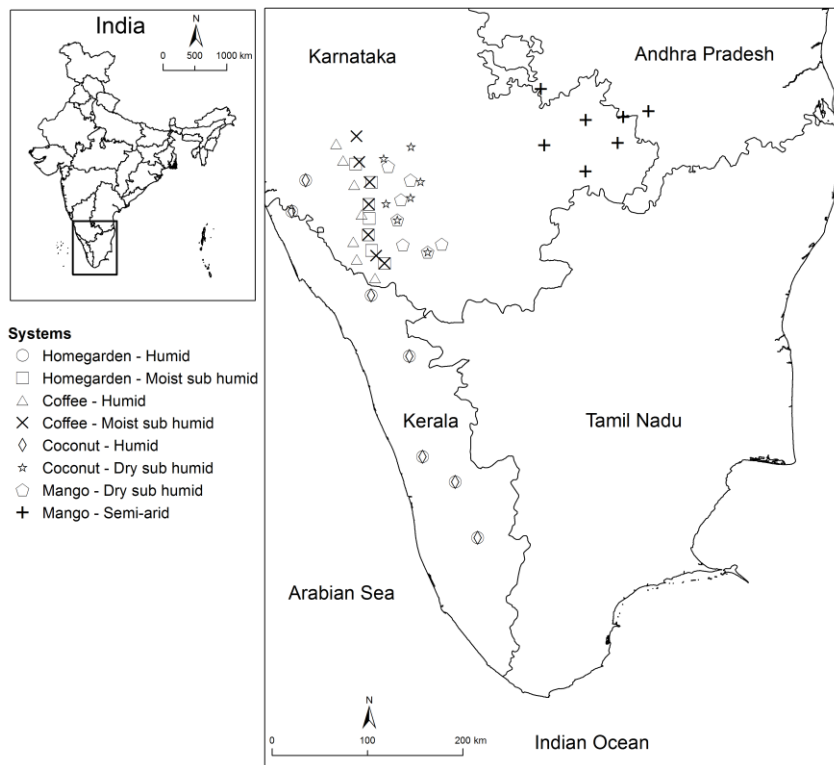 India
N
0 500 1000 km
Systems
Homegarden - Humid
Homegarden - Moist sub humid
Coffee - Humid
Coffee - Moist sub humid
Coconut - Humid
Coconut - Dry sub humid
Mango - Dry sub humid
Mango - Semi-arid
Karnataka
Andhra Pradesh
Kerala
Tamil Nadu
Arabian Sea
N
0 100 200 km
Indian Ocean